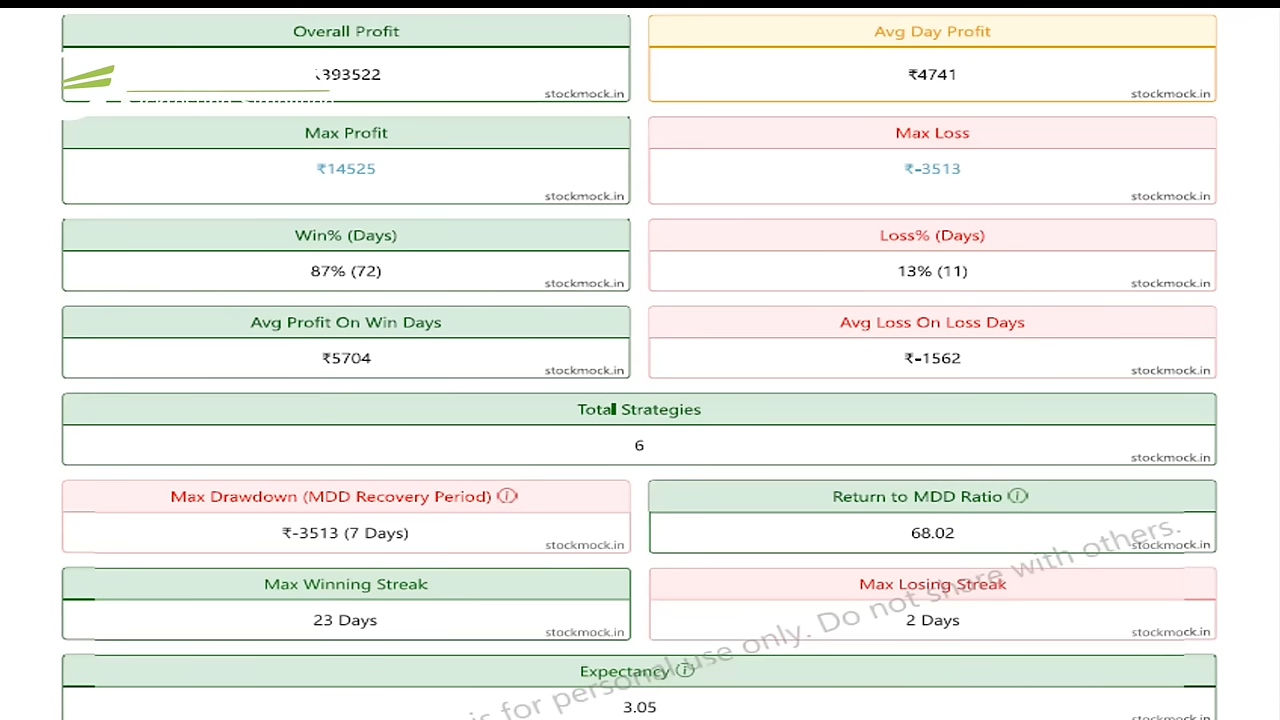 Overall Profit
Avg Day Profit
393522
₹4741
stockmock.in
stockmock.in
Max Profit
Max Loss
₹14525
₹-3513
stockmock.in
stockmock.in
Win% (Days)
Loss% (Days)
87% (72)
13% (11)
stockmock.in
stockmock.in
Avg Profit On Win Days
Avg Loss On Loss Days
₹5704
₹-1562
stockmock.in
stockmock.in
Total Strategies
6
stockmock.in
Max Drawdown (MDD Recovery Period)
Return to MDD Ratio
₹-3513 (7 Days)
68.02
stockmock.in
stockmock.in
Max Winning Streak
Max Losing Streak
23 Days
2 Days
stockmock.in
stockmock.in
Expectancy
3.05
stockmock.in
is for personal use only. Do not share with others.